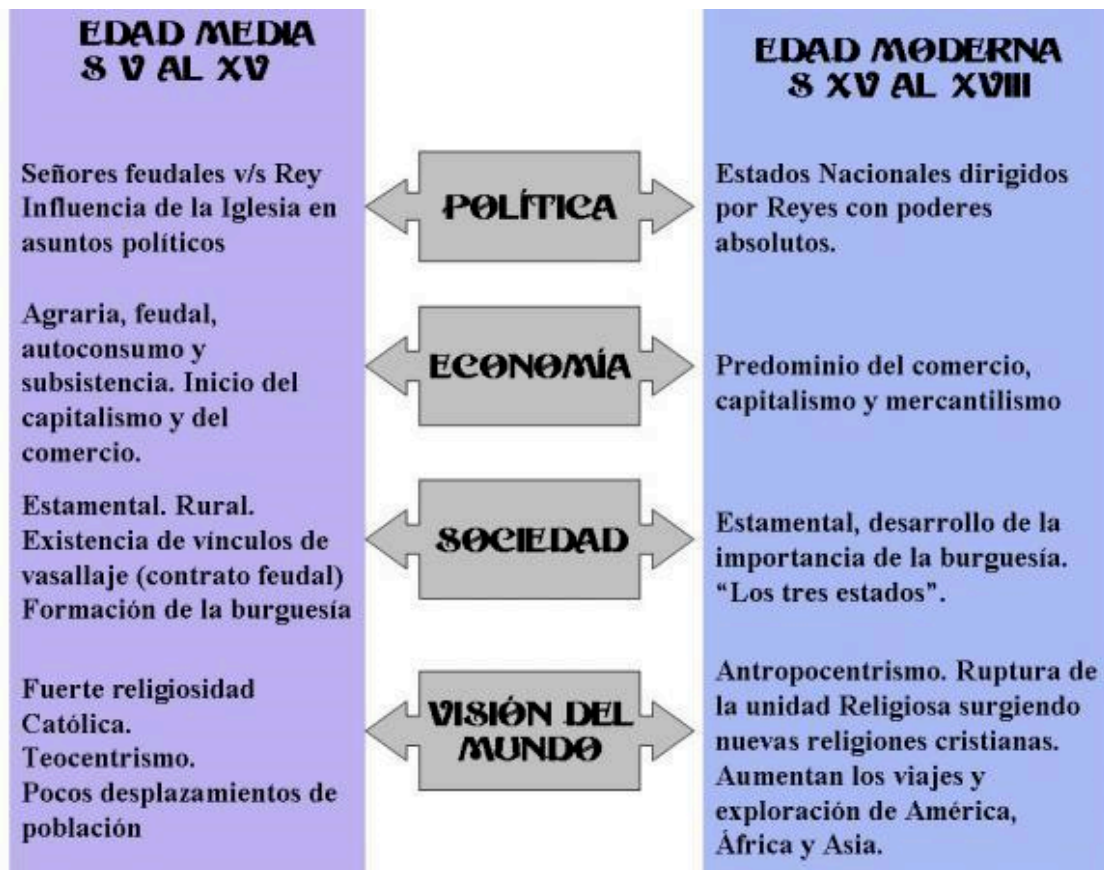 EDAD MEDIA
S V AL XV
EDAD MODERNA
S XV AL XVIII
Señores feudales v/s Rey
Influencia de la Iglesia en
asuntos políticos
POLÍTICA
Estados Nacionales dirigidos
por Reyes con poderes
absolutos.
Agraria, feudal,
autoconsumo y
subsistencia. Inicio del
capitalismo y del
comercio.
ECONOMÍA
Predominio del comercio,
capitalismo y mercantilismo
Estamental. Rural.
Existencia de vínculos de
vasallaje (contrato feudal)
Formación de la burguesía
SOCIEDAD
Estamental, desarrollo de la
importancia de la burguesía.
“Los tres estados”.
Fuerte religiosidad
Católica.
Teocentrismo.
Pocos desplazamientos de
población
VISIÓN DEL
MUNDO
Antropocentrismo. Ruptura de
la unidad Religiosa surgiendo
nuevas religiones cristianas.
Aumentan los viajes y
exploración de América,
África y Asia.